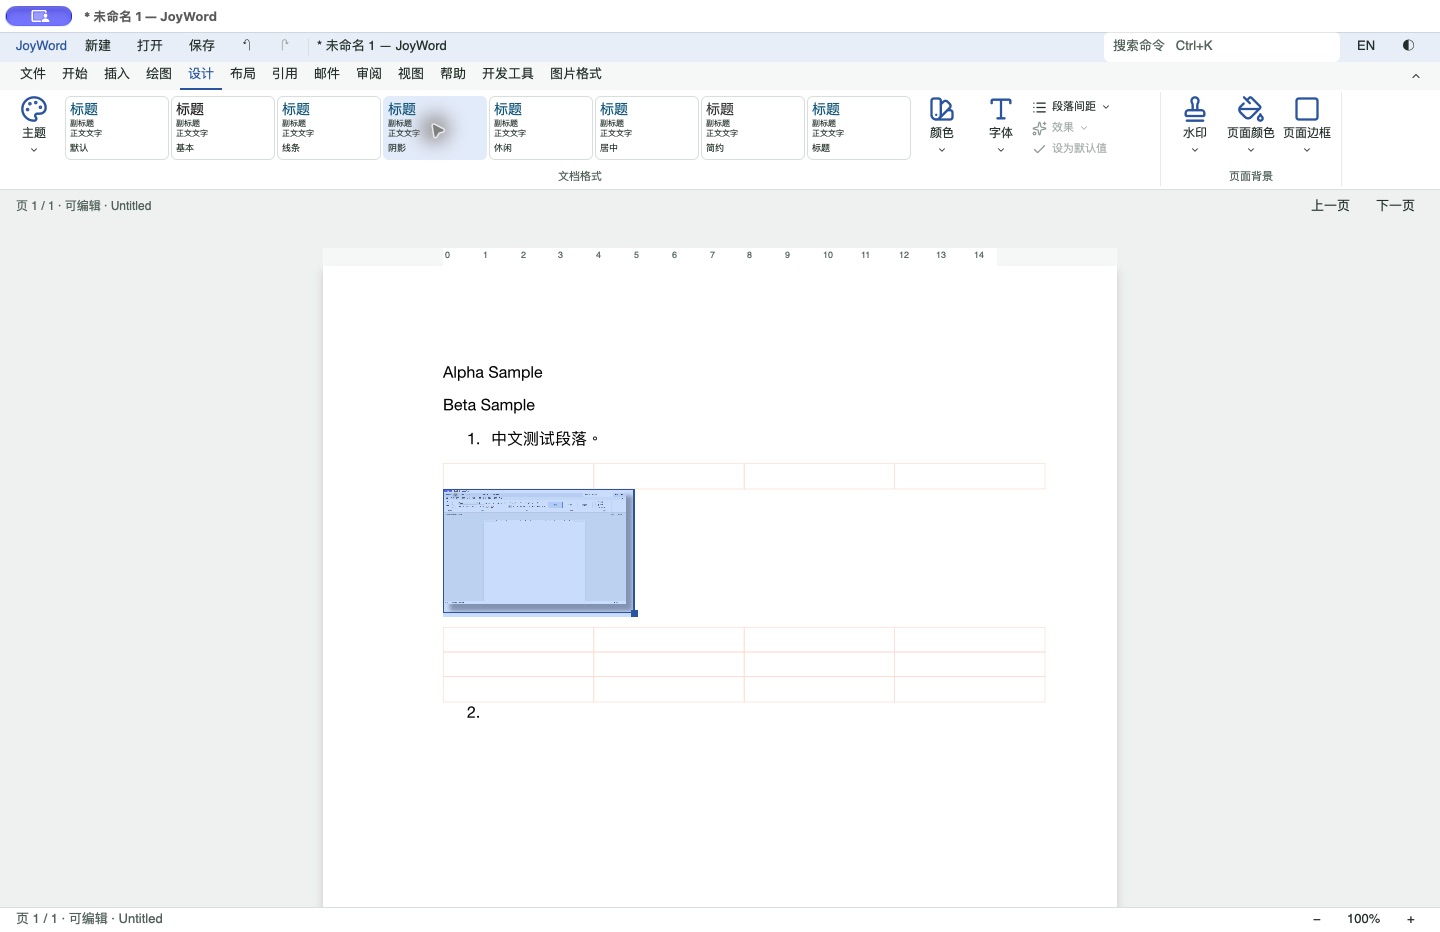 * 未命名 1 — JoyWord
JoyWord 新建 打开 保存 * 未命名 1 — JoyWord 搜索命令 Ctrl+K EN
文件 开始 插入 绘图 设计 布局 引用 邮件 审阅 视图 帮助 开发工具 图片格式
主题
标题
副标题
正文文字
默认
标题
副标题
正文文字
基本
标题
副标题
正文文字
线条
标题
副标题
正文文字
阴影
标题
副标题
正文文字
休闲
标题
副标题
正文文字
居中
标题
副标题
正文文字
简约
标题
副标题
正文文字
标题
颜色
字体
段落间距
效果
设为默认值
文档格式
水印
页面颜色
页面边框
页面背景
页 1 / 1 · 可编辑 · Untitled 上一页 下一页
0 1 2 3 4 5 6 7 8 9 10 11 12 13 14
Alpha Sample
Beta Sample
1. 中文测试段落。
2.
页 1 / 1 · 可编辑 · Untitled − 100% +